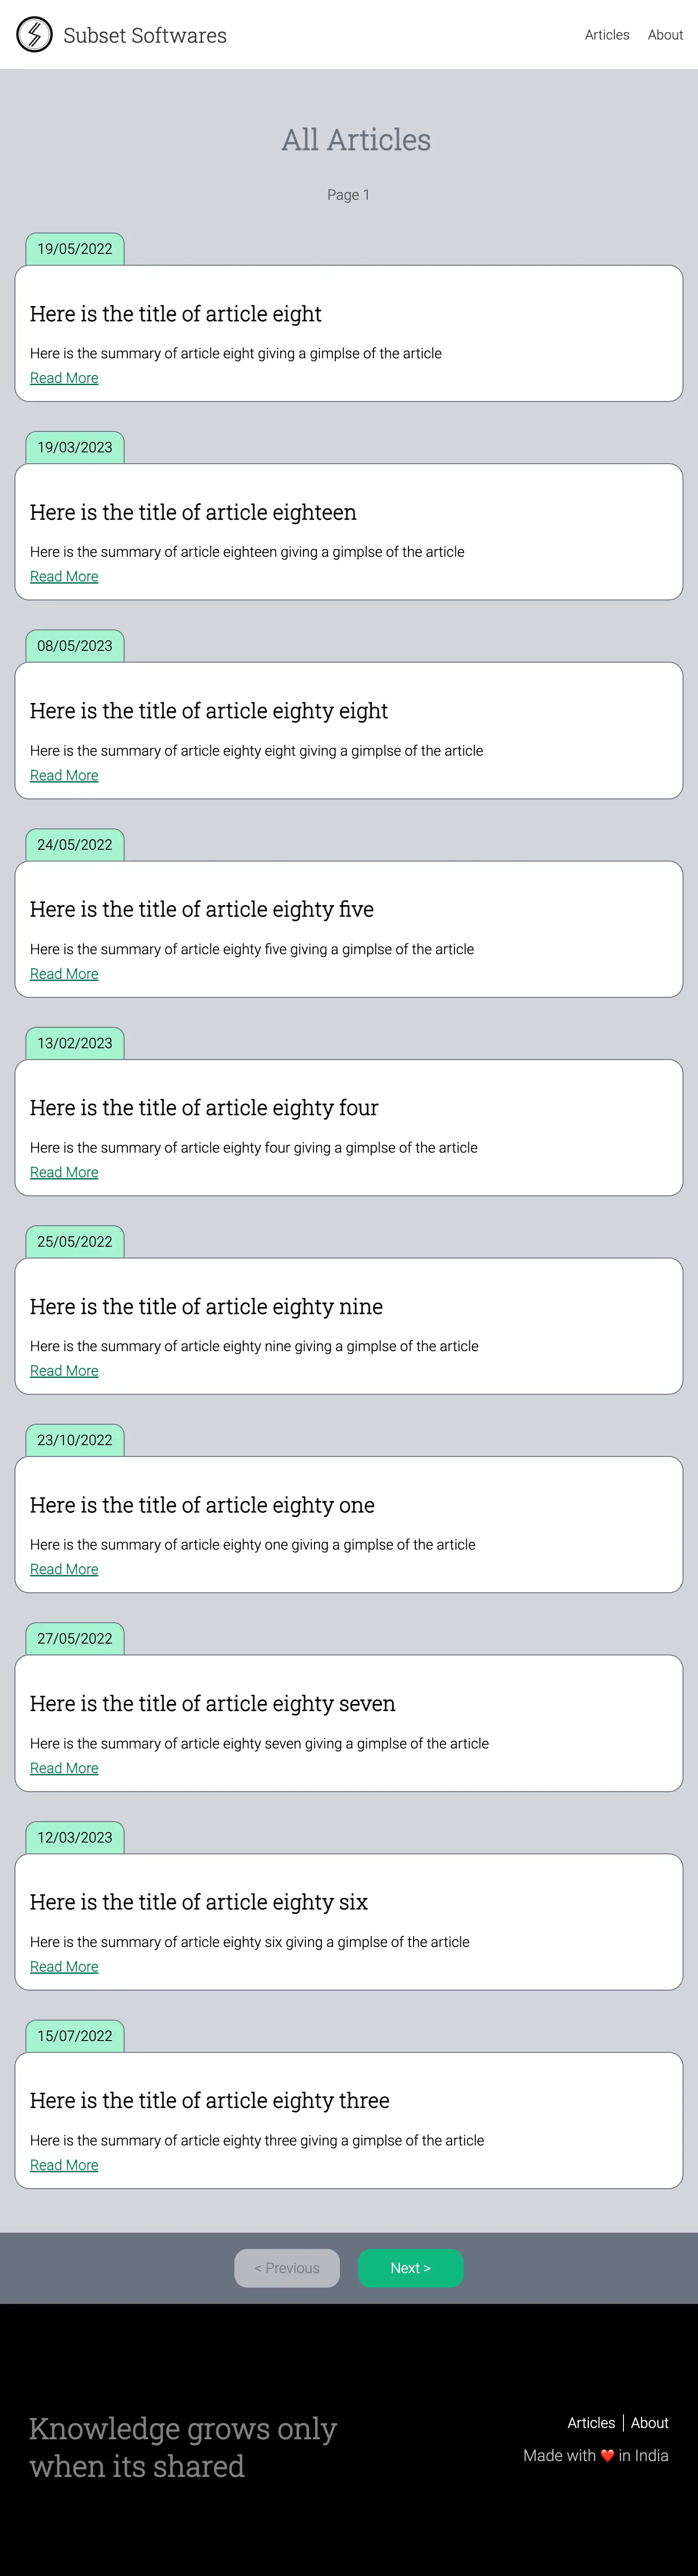 Subset Softwares
Articles
About
All Articles
Page 1
19/05/2022
Here is the title of article eight
Here is the summary of article eight giving a gimplse of the article
Read More
19/03/2023
Here is the title of article eighteen
Here is the summary of article eighteen giving a gimplse of the article
Read More
08/05/2023
Here is the title of article eighty eight
Here is the summary of article eighty eight giving a gimplse of the article
Read More
24/05/2022
Here is the title of article eighty five
Here is the summary of article eighty five giving a gimplse of the article
Read More
13/02/2023
Here is the title of article eighty four
Here is the summary of article eighty four giving a gimplse of the article
Read More
25/05/2022
Here is the title of article eighty nine
Here is the summary of article eighty nine giving a gimplse of the article
Read More
23/10/2022
Here is the title of article eighty one
Here is the summary of article eighty one giving a gimplse of the article
Read More
27/05/2022
Here is the title of article eighty seven
Here is the summary of article eighty seven giving a gimplse of the article
Read More
12/03/2023
Here is the title of article eighty six
Here is the summary of article eighty six giving a gimplse of the article
Read More
15/07/2022
Here is the title of article eighty three
Here is the summary of article eighty three giving a gimplse of the article
Read More
< Previous
Next >
Knowledge grows only
when its shared
Articles | About
Made with ❤️ in India